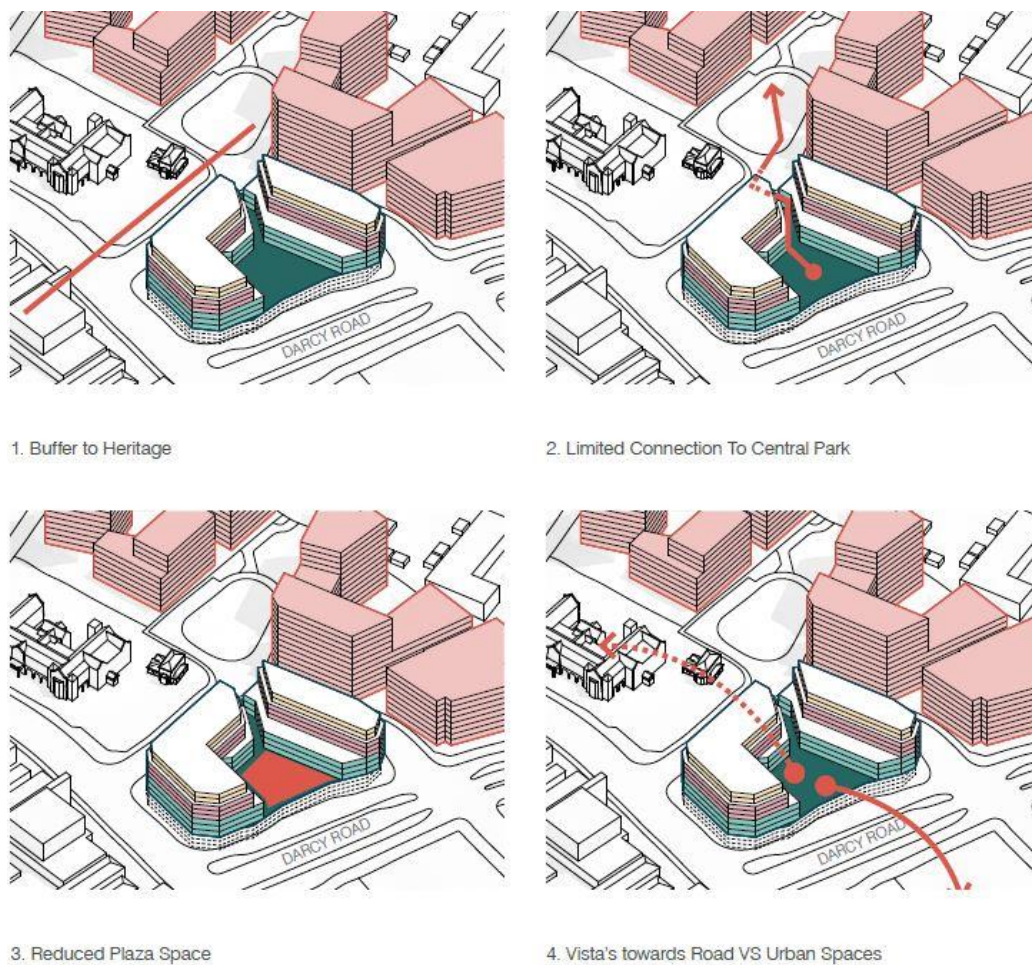 DARCY ROAD
DARCY ROAD
1. Buffer to Heritage
2. Limited Connection To Central Park
DARCY ROAD
DARCY ROAD
3. Reduced Plaza Space
4. Vista's towards Road VS Urban Spaces